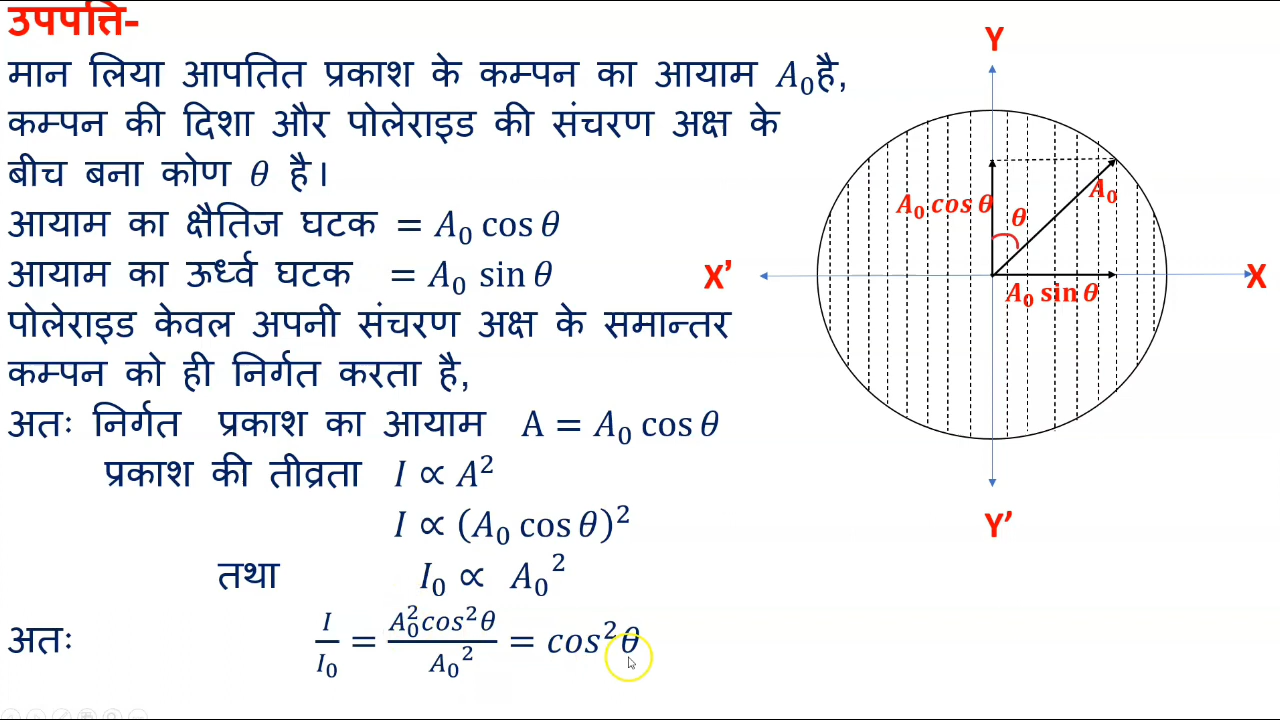 उपपत्ति-
मान लिया आपतित प्रकाश के कम्पन का आयाम A₀है,
कम्पन की दिशा और पोलेराइड की संचरण अक्ष के
बीच बना कोण θ है।
आयाम का क्षैतिज घटक = A₀ cos θ
आयाम का ऊर्ध्व घटक = A₀ sin θ
पोलेराइड केवल अपनी संचरण अक्ष के समान्तर
कम्पन को ही निर्गत करता है,
अतः निर्गत प्रकाश का आयाम A = A₀ cos θ
प्रकाश की तीव्रता I ∝ A²
I ∝ (A₀ cos θ)²
तथा I₀ ∝ A₀²
अतः I/I₀ = A₀²cos²θ/A₀² = cos²θ
Y
A₀
A₀ cos θ
θ
X’
X
A₀ sin θ
Y’